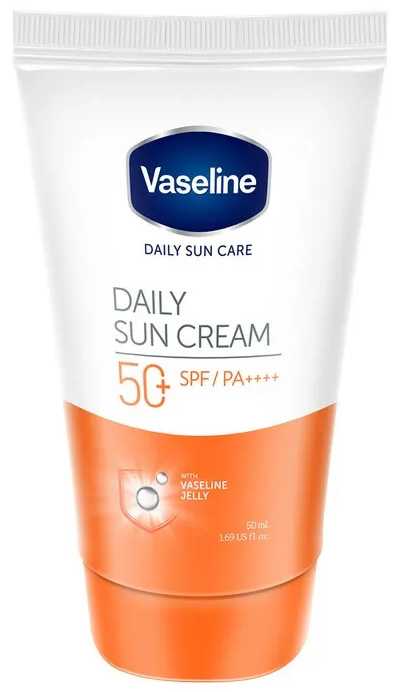 Vaseline
DAILY SUN CARE
DAILY
SUN CREAM
50+ SPF/PA++++
WITH
VASELINE
JELLY
50 mL
1.69 US fl oz.